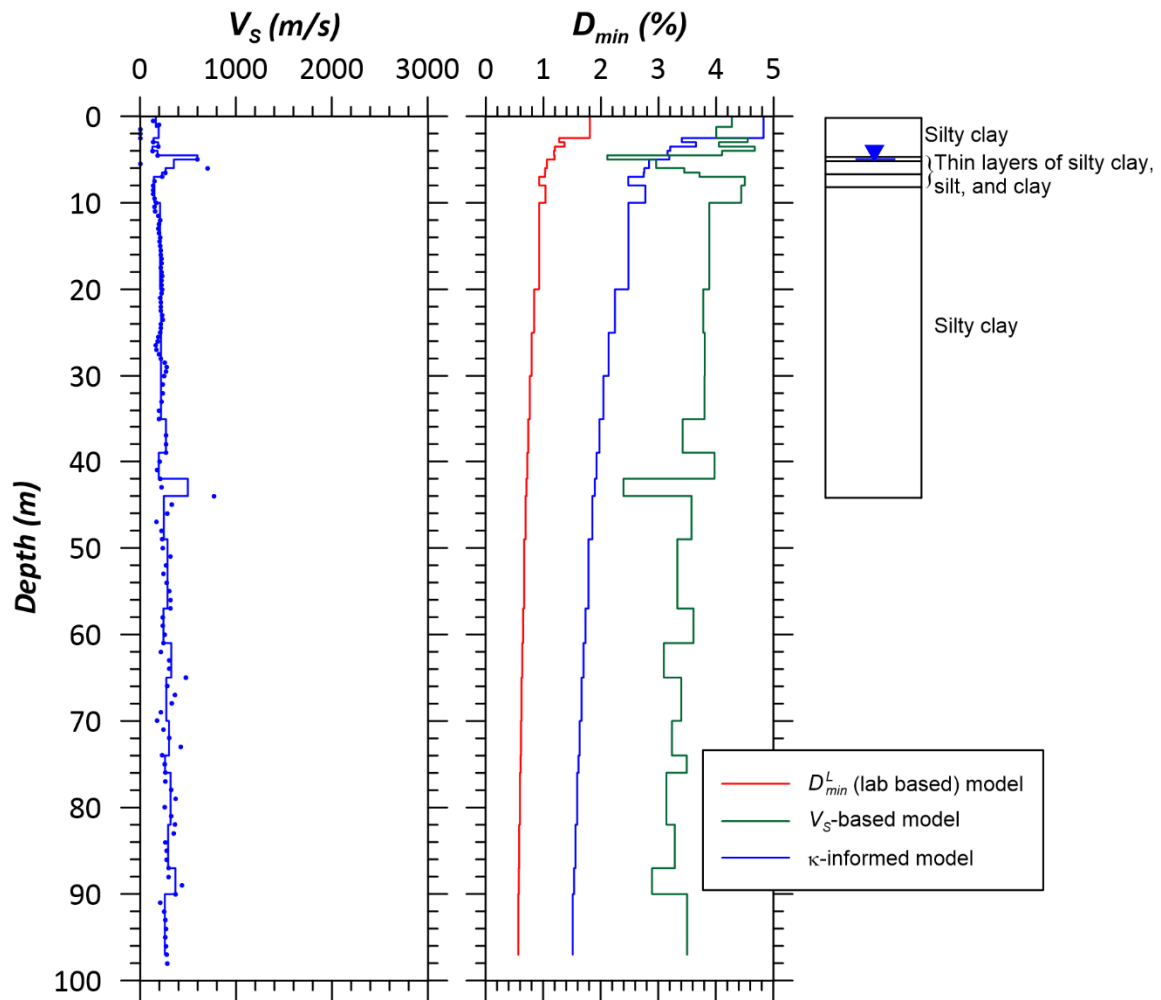 V_S (m/s)
D_min (%)
0 1000 2000 3000
0 1 2 3 4 5
Depth (m)
0
10
20
30
40
50
60
70
80
90
100
Silty clay
Thin layers of silty clay,
silt, and clay
Silty clay
D^L_min (lab based) model
V_S-based model
κ-informed model